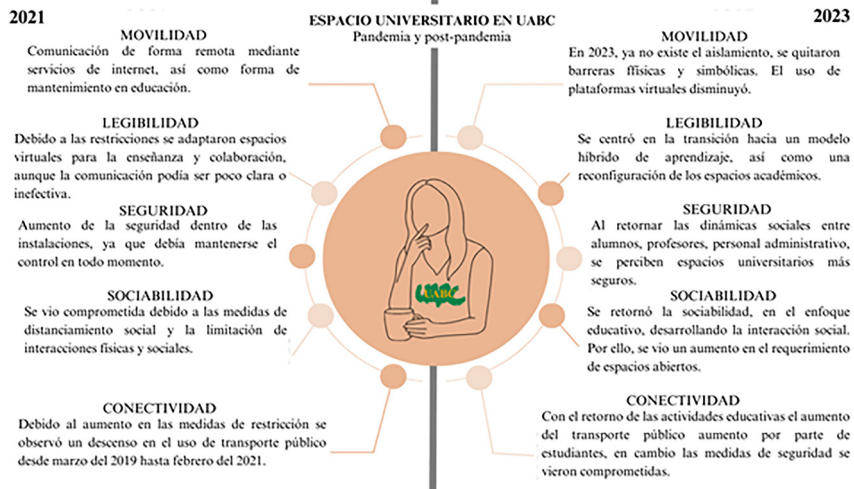 2021
ESPACIO UNIVERSITARIO EN UABC
Pandemia y post-pandemia
2023
MOVILIDAD
Comunicación de forma remota mediante
servicios de internet, así como forma de
mantenimiento en educación.
LEGIBILIDAD
Debido a las restricciones se adaptaron espacios
virtuales para la enseñanza y colaboración,
aunque la comunicación podía ser poco clara o
inefectiva.
SEGURIDAD
Aumento de la seguridad dentro de las
instalaciones, ya que debía mantenerse el
control en todo momento.
SOCIABILIDAD
Se vio comprometida debido a las medidas de
distanciamiento social y la limitación de
interacciones físicas y sociales.
CONECTIVIDAD
Debido al aumento en las medidas de restricción se
observó un descenso en el uso de transporte público
desde marzo del 2019 hasta febrero del 2021.
UABC
MOVILIDAD
En 2023, ya no existe el aislamiento, se quitaron
barreras ffísicas y simbólicas. El uso de
plataformas virtuales disminuyó.
LEGIBILIDAD
Se centró en la transición hacia un modelo
híbrido de aprendizaje, así como una
reconfiguración de los espacios académicos.
SEGURIDAD
Al retornar las dinámicas sociales entre
alumnos, profesores, personal administrativo,
se perciben espacios universitarios más
seguros.
SOCIABILIDAD
Se retornó la sociabilidad, en el enfoque
educativo, desarrollando la interacción social.
Por ello, se vio un aumento en el requerimiento
de espacios abiertos.
CONECTIVIDAD
Con el retorno de las actividades educativas el aumento
del transporte público aumento por parte de
estudiantes, en cambio las medidas de seguridad se
vieron comprometidas.